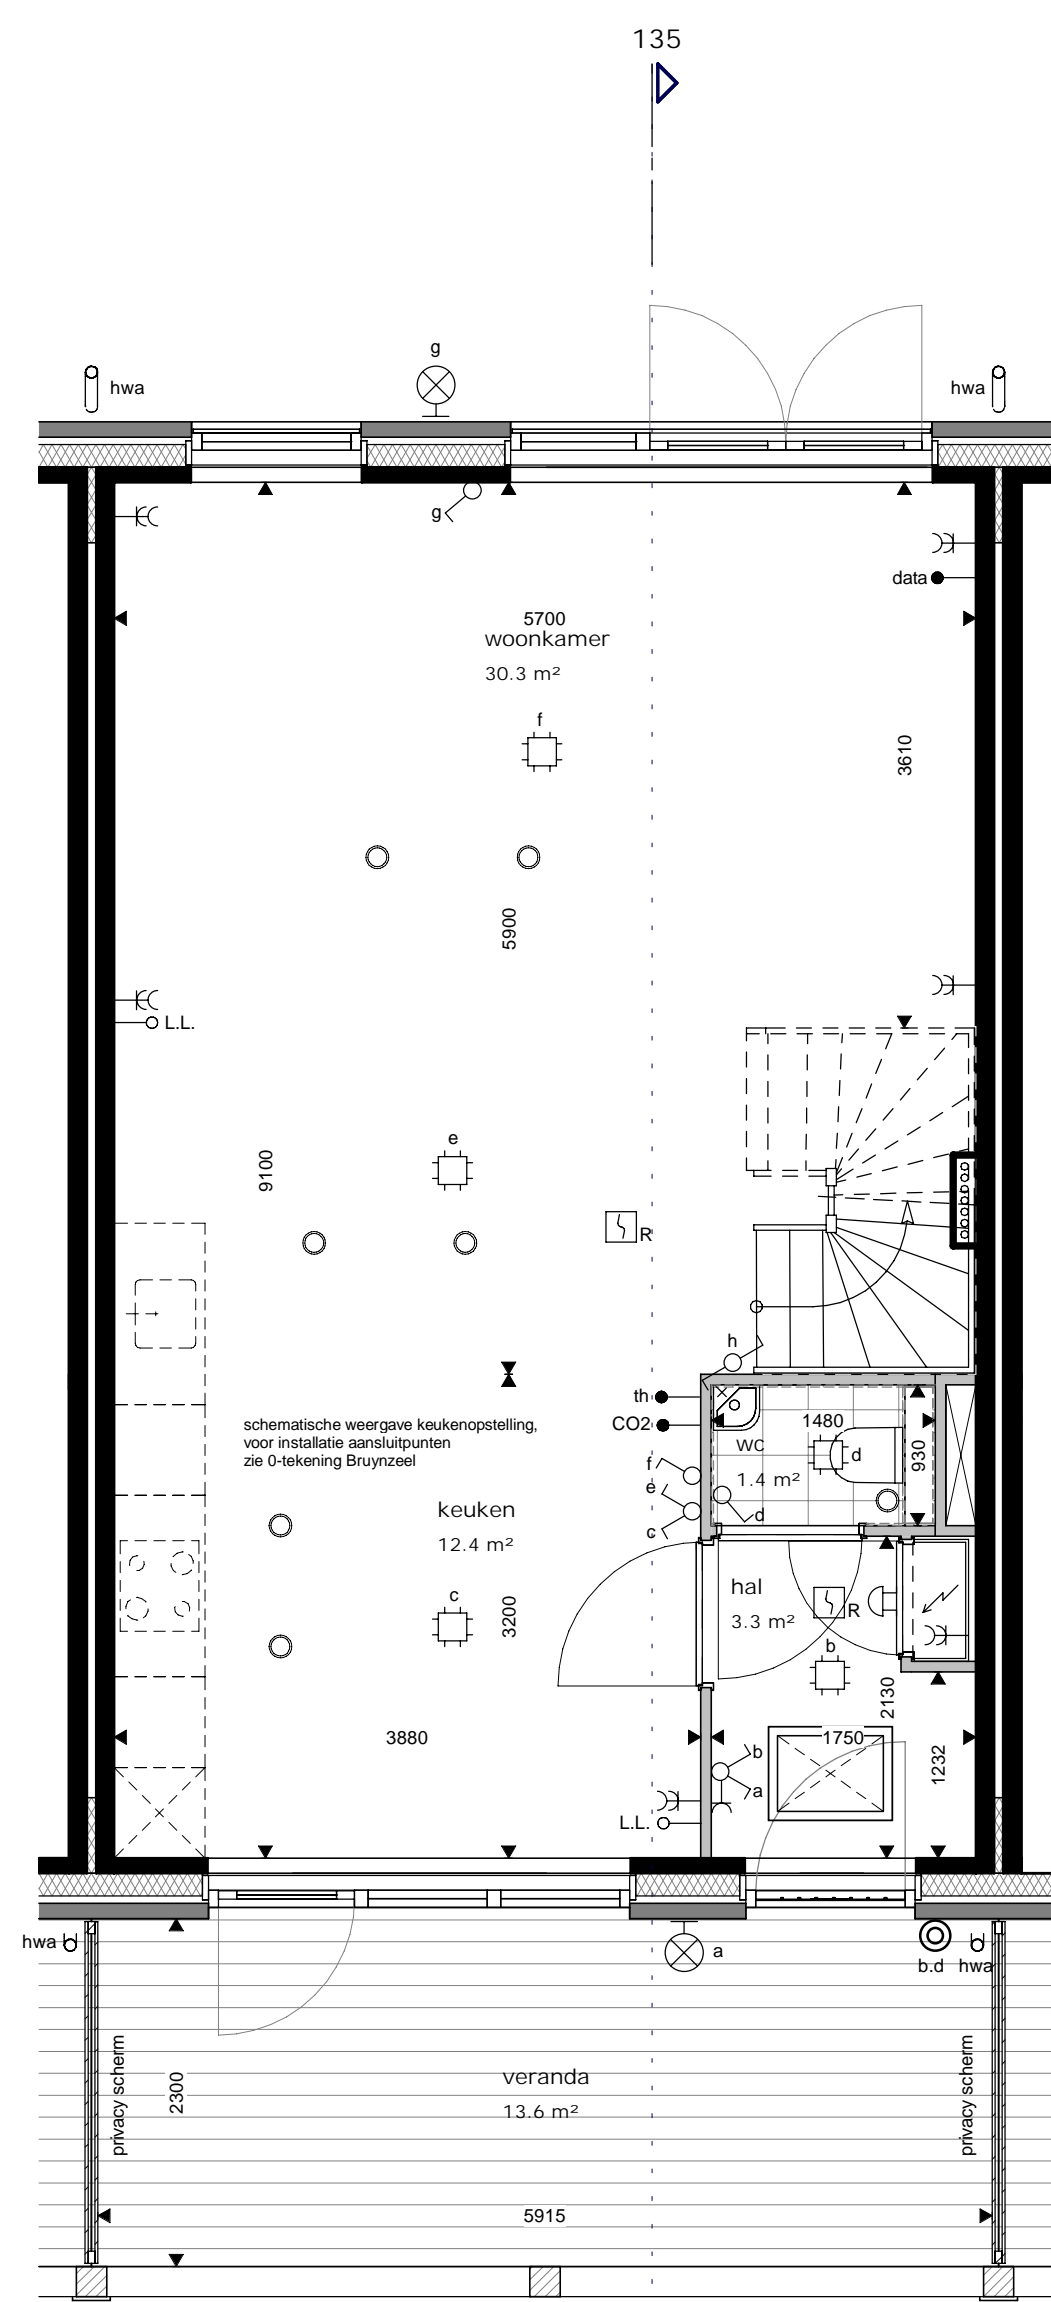 135
g
hwa
hwa
g
data
5700
woonkamer
30.3 m²
f
3610
5900
L.L.
e
9100
R
h
th
CO2
1480
wc
d
930
1.4 m²
schematische weergave keukenopstelling,
voor installatie aansluitpunten
zie 0-tekening Bruynzeel
f
e
d
c
keuken
12.4 m²
hal
3.3 m²
R
c
3200
b
2130
3880
1750
b
a
1232
L.L.
hwa
a
b.d
hwa
privacy scherm
2300
veranda
13.6 m²
privacy scherm
5915